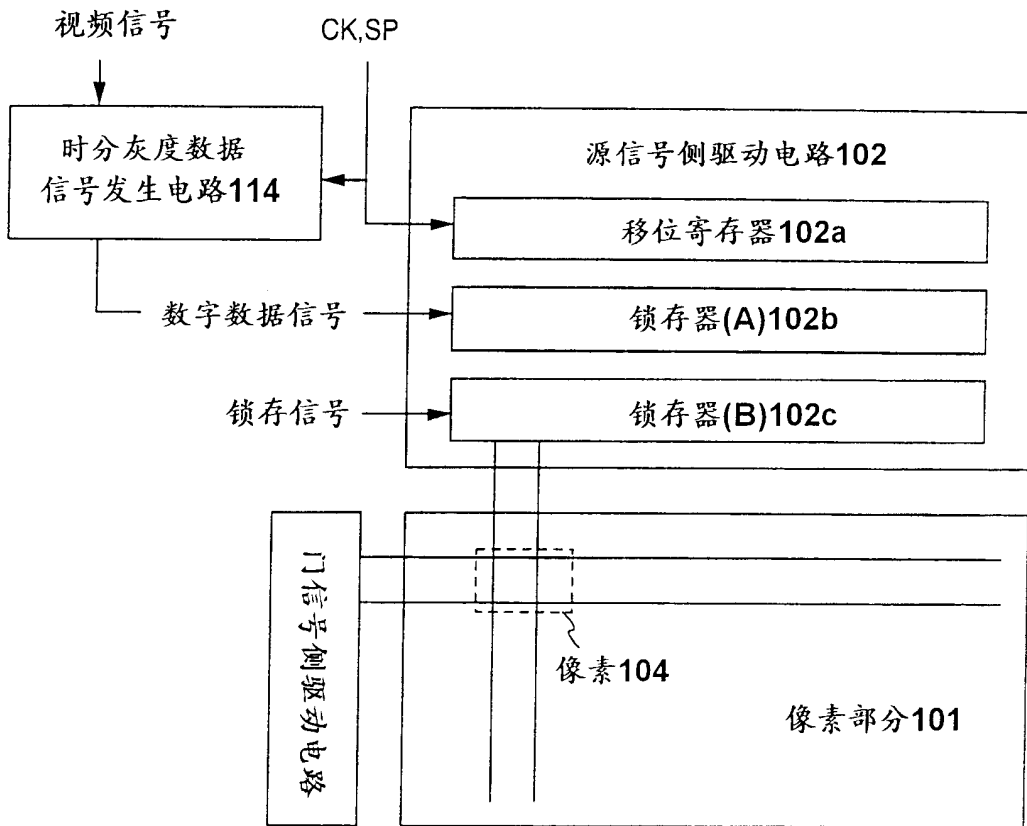 视频信号
CK,SP
时分灰度数据
信号发生电路114
源信号侧驱动电路102
移位寄存器102a
数字数据信号
锁存器(A)102b
锁存信号
锁存器(B)102c
门信号侧驱动电路
像素104
像素部分101